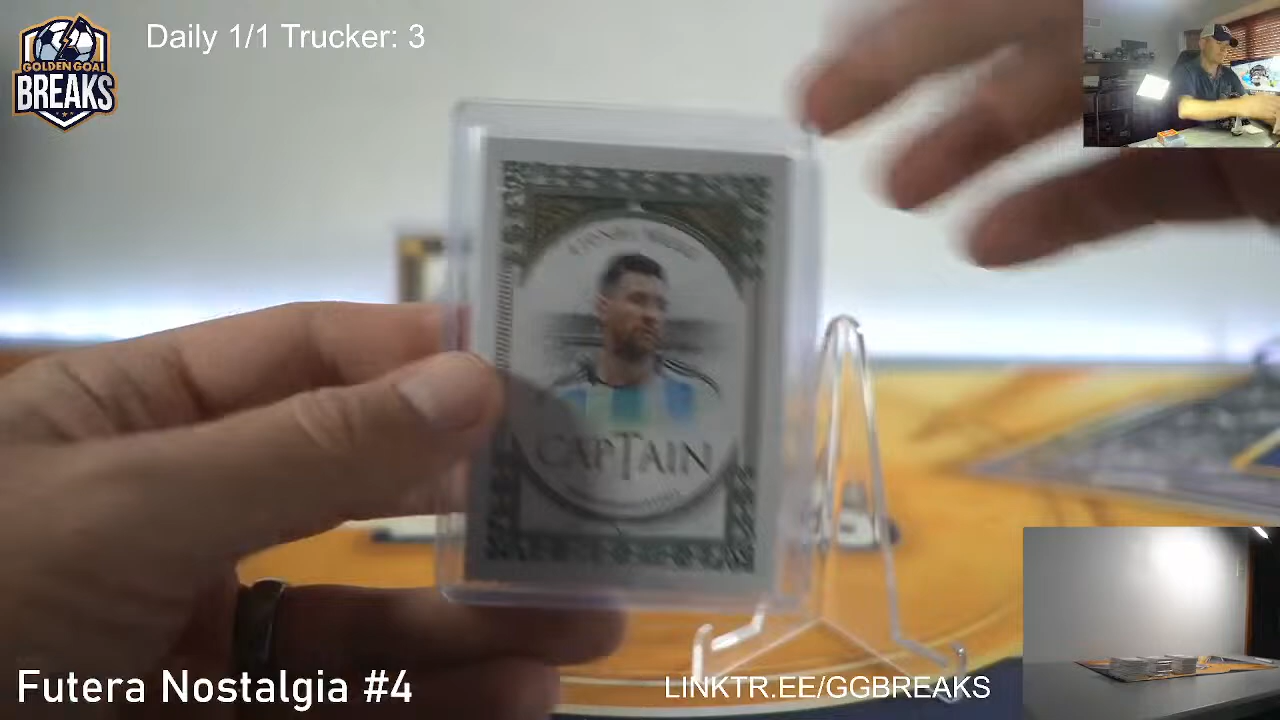 Daily 1/1 Trucker: 3
GOLDEN GOAL
BREAKS
CAPTAIN
Futera Nostalgia #4
LINKTR.EE/GGBREAKS